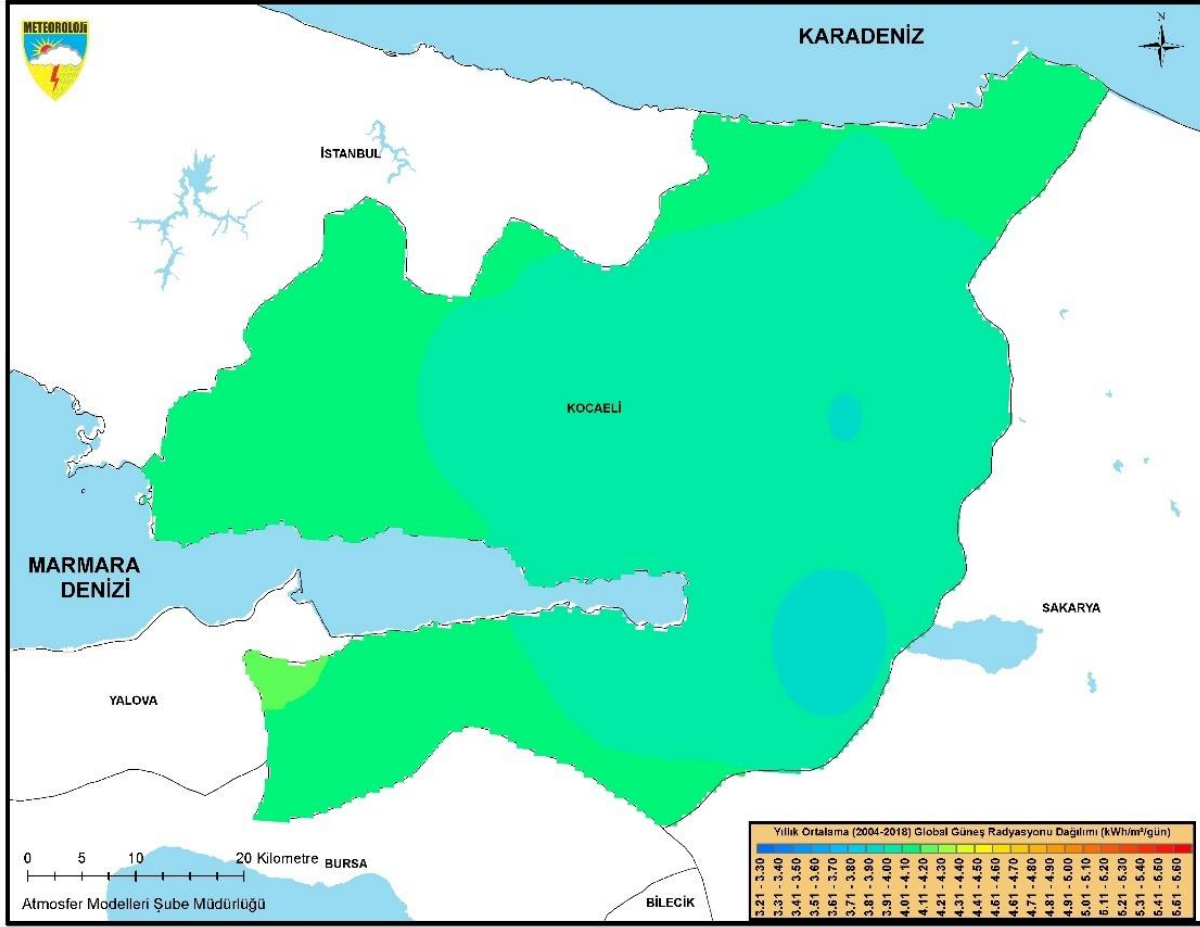 METEOROLOJi
KARADENİZ
N
İSTANBUL
KOCAELİ
MARMARA
DENİZİ
SAKARYA
YALOVA
0 5 10 20 Kilometre
BURSA
BİLECİK
Atmosfer Modelleri Şube Müdürlüğü
Yıllık Ortalama (2004-2018) Global Güneş Radyasyonu Dağılımı (kWh/m²/gün)
3.21 - 3.30
3.31 - 3.40
3.41 - 3.50
3.51 - 3.60
3.61 - 3.70
3.71 - 3.80
3.81 - 3.90
3.91 - 4.00
4.01 - 4.10
4.11 - 4.20
4.21 - 4.30
4.31 - 4.40
4.41 - 4.50
4.51 - 4.60
4.61 - 4.70
4.71 - 4.80
4.81 - 4.90
4.91 - 5.00
5.01 - 5.10
5.11 - 5.20
5.21 - 5.30
5.31 - 5.40
5.41 - 5.50
5.51 - 5.60